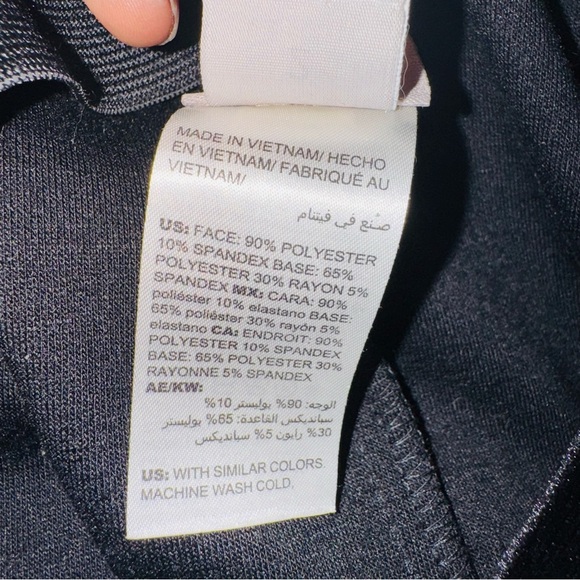 MADE IN VIETNAM/ HECHO
EN VIETNAM/ FABRIQUÉ AU
VIETNAM/
صنع في فيتنام
US: FACE: 90% POLYESTER
10% SPANDEX BASE: 65%
POLYESTER 30% RAYON 5%
SPANDEX MX: CARA: 90%
poliéster 10% elastano BASE:
65% poliéster 30% rayón 5%
elastano CA: ENDROIT: 90%
POLYESTER 10% SPANDEX
BASE: 65% POLYESTER 30%
RAYONNE 5% SPANDEX
AE/KW:
الوجه: 90% بوليستر 10%
سبانديكس القاعدة: 65% بوليستر
30% رايون 5% سبانديكس
US: WITH SIMILAR COLORS.
MACHINE WASH COLD.